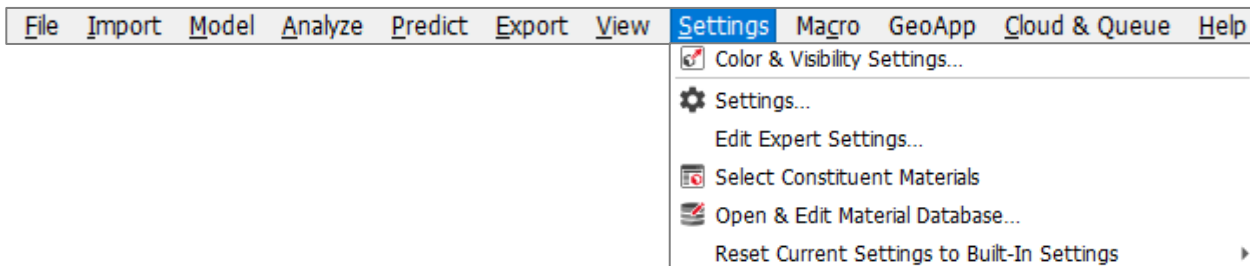 File Import Model Analyze Predict Export View Settings Macro GeoApp Cloud & Queue Help
Color & Visibility Settings...
Settings...
Edit Expert Settings...
Select Constituent Materials
Open & Edit Material Database...
Reset Current Settings to Built-In Settings